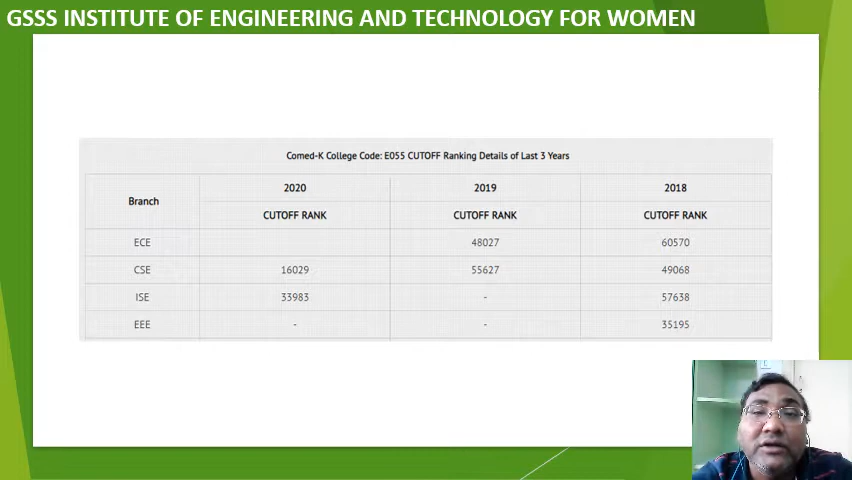 GSSS INSTITUTE OF ENGINEERING AND TECHNOLOGY FOR WOMEN
Comed-K College Code: E055 CUTOFF Ranking Details of Last 3 Years
Branch 2020 2019 2018
CUTOFF RANK CUTOFF RANK CUTOFF RANK
ECE 48027 60570
CSE 16029 55627 49068
ISE 33983 - 57638
EEE - - 35195